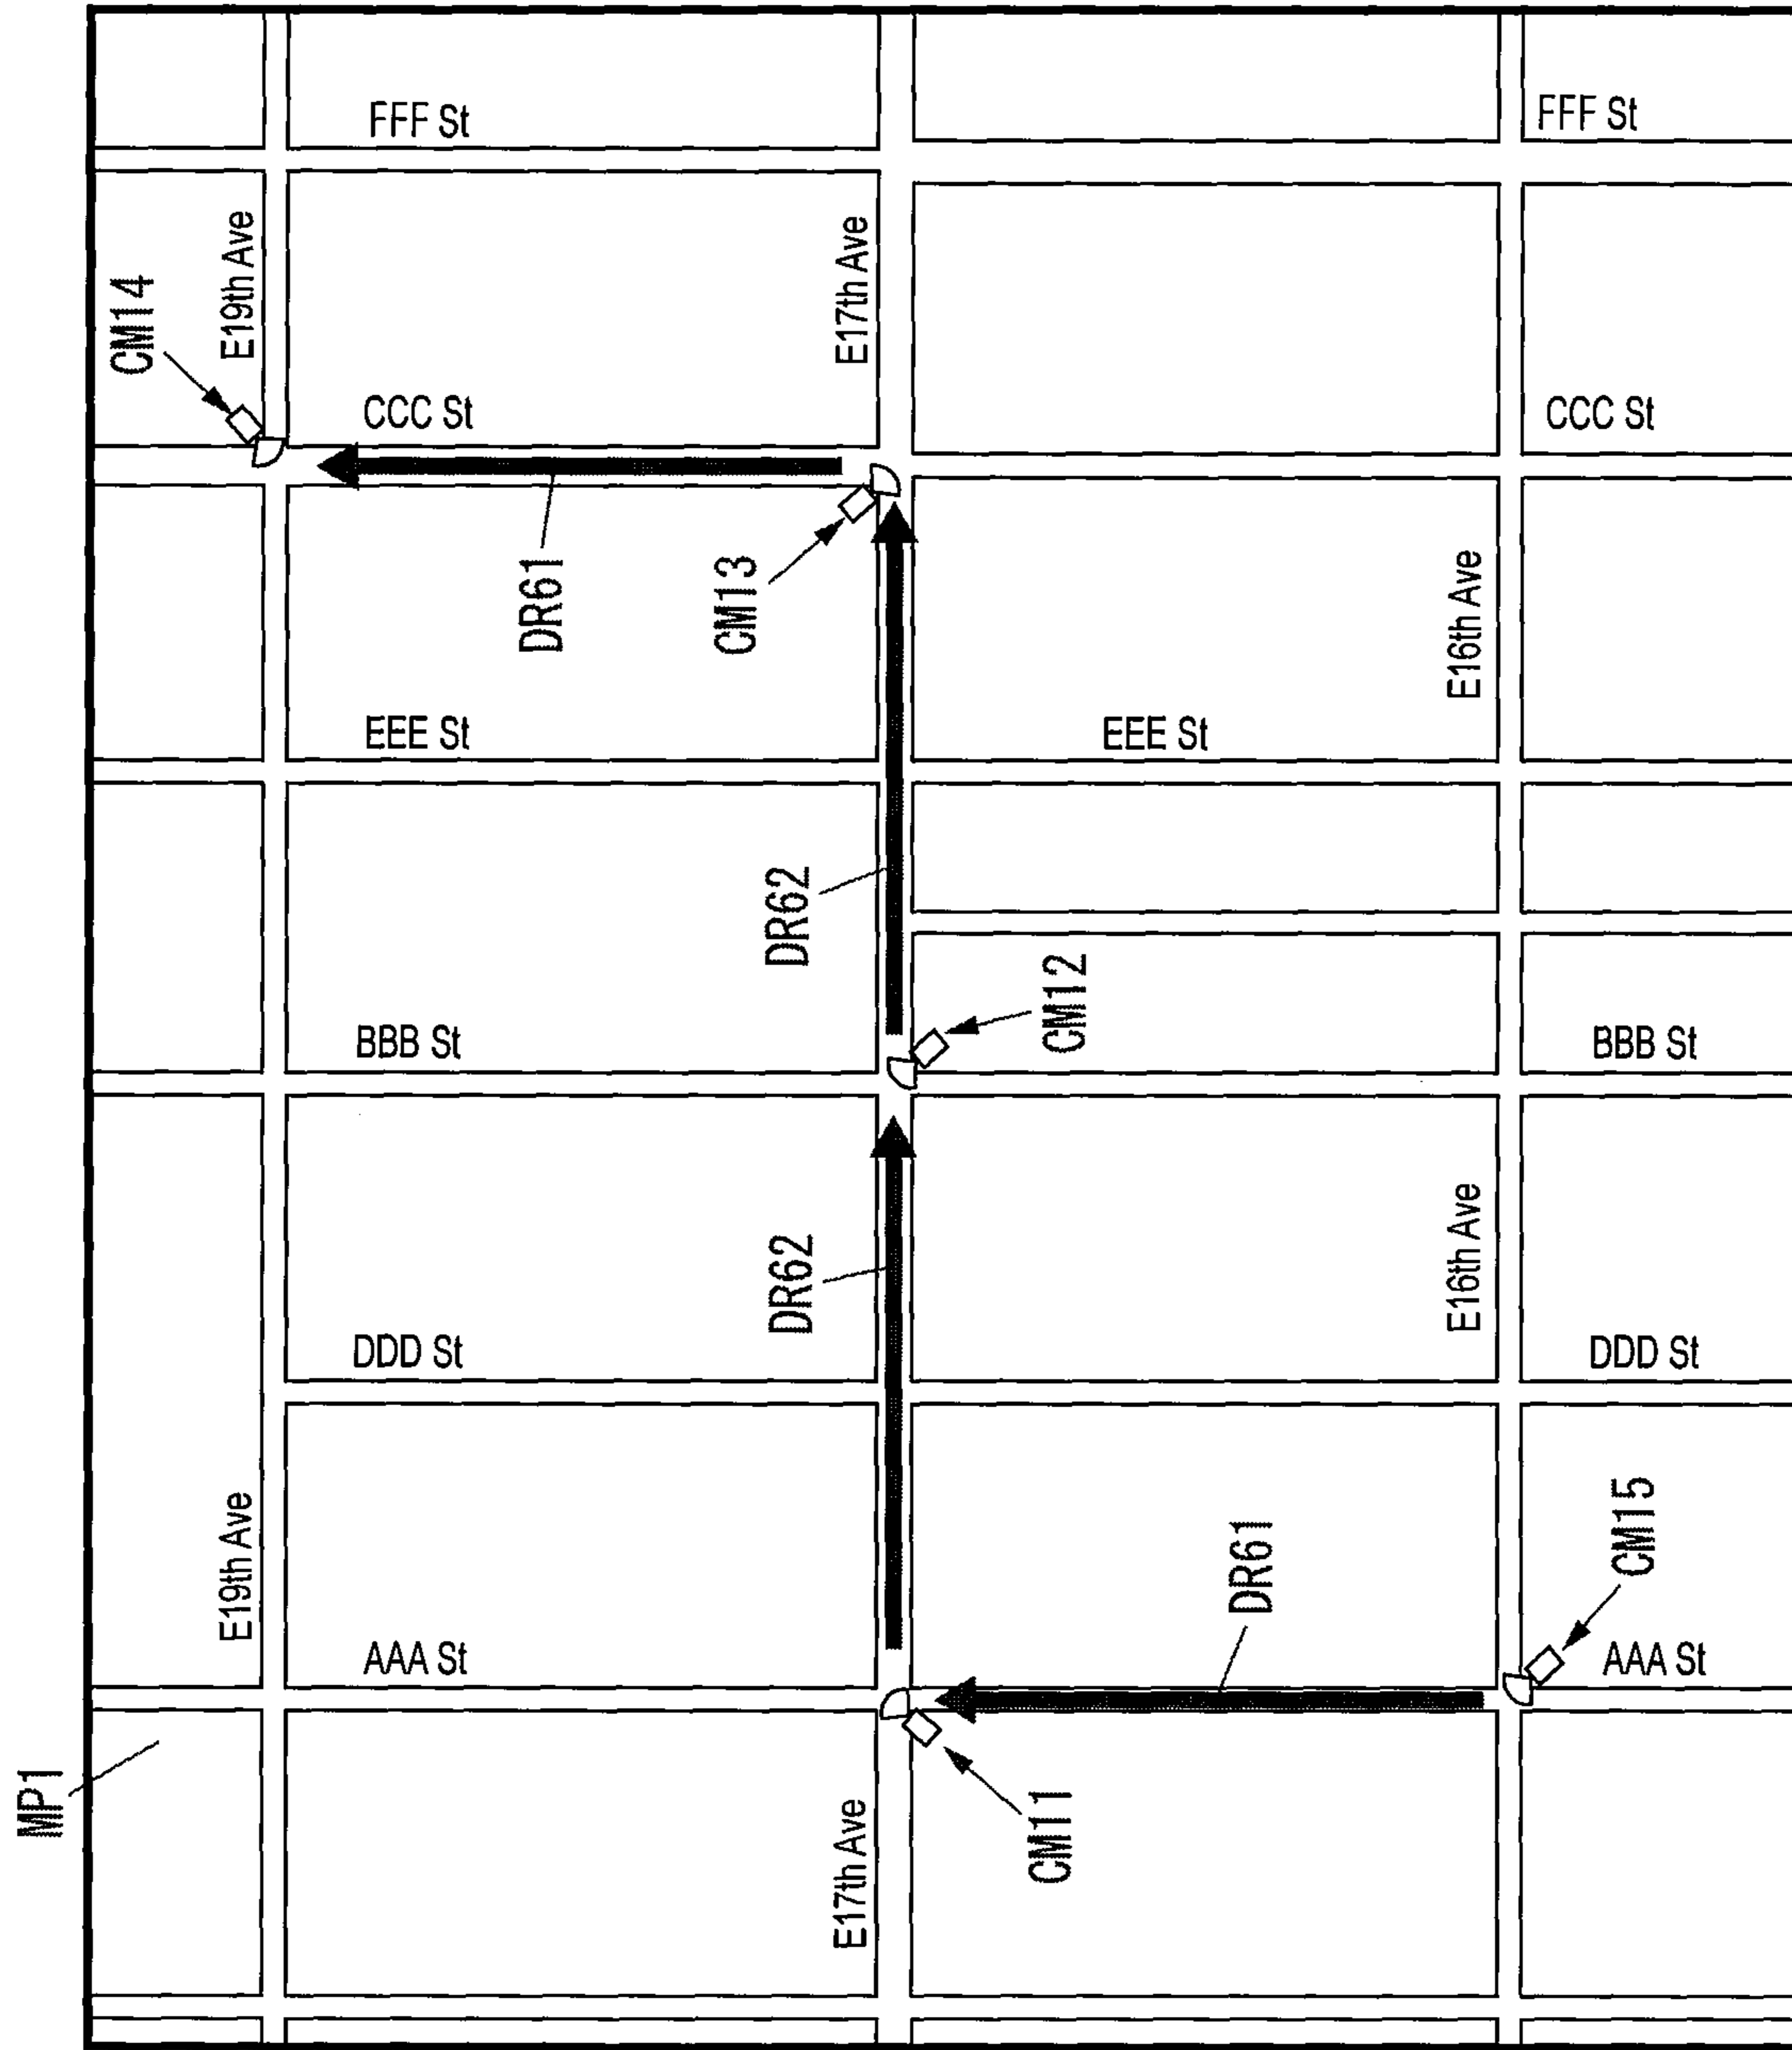 FFF St
FFF St
E19th Ave
E17th Ave
CM14
CCC St
CCC St
DR61
CM13
E16th Ave
EEE St
EEE St
DR62
CM12
BBB St
BBB St
DR62
E16th Ave
DDD St
DDD St
E19th Ave
DR61
CM15
AAA St
AAA St
MP1
E17th Ave
CM11